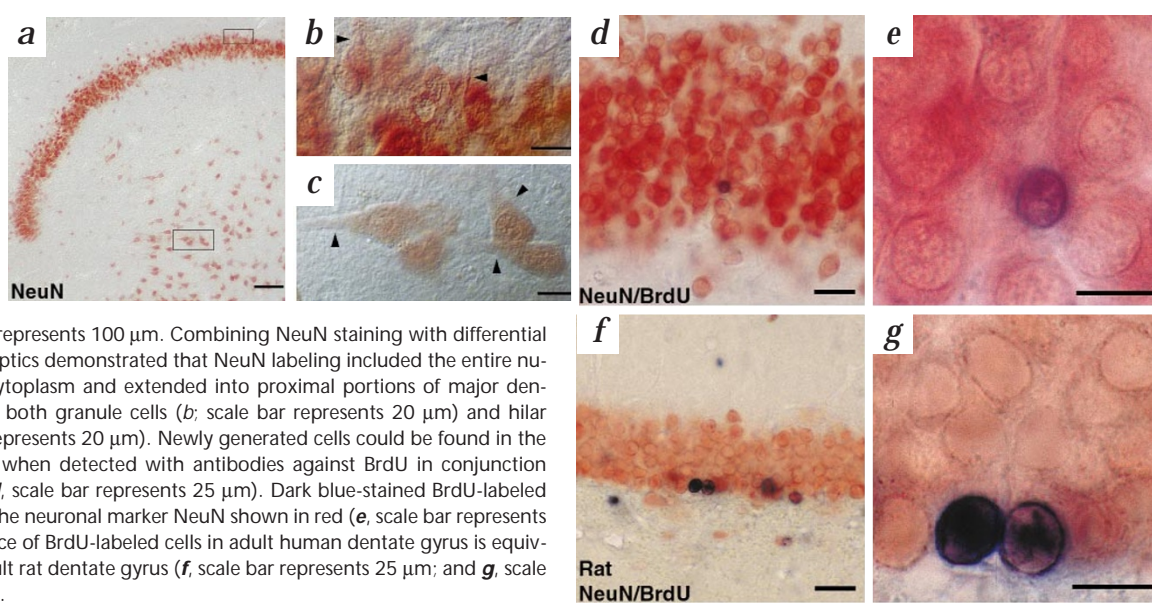 a
b
c
d
e
f
g
NeuN
NeuN/BrdU
Rat
NeuN/BrdU
represents 100 μm. Combining NeuN staining with differential
ptics demonstrated that NeuN labeling included the entire nu-
ytoplasm and extended into proximal portions of major den-
both granule cells (b; scale bar represents 20 μm) and hilar
epresents 20 μm). Newly generated cells could be found in the
when detected with antibodies against BrdU in conjunction
, scale bar represents 25 μm). Dark blue-stained BrdU-labeled
he neuronal marker NeuN shown in red (e, scale bar represents
ce of BrdU-labeled cells in adult human dentate gyrus is equiv-
ult rat dentate gyrus (f, scale bar represents 25 μm; and g, scale
.